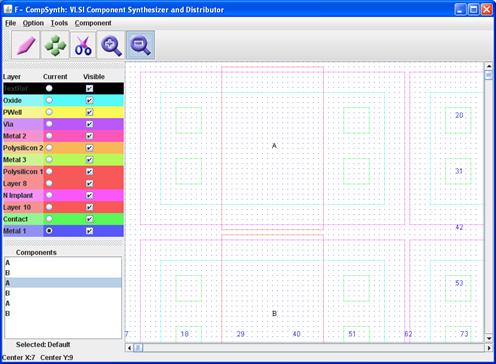 F - CompSynth: VLSI Component Synthesizer and Distributor
File Option Tools Component
Layer Current Visible
TextRef
Oxide
PWell
Via
Metal 2
Polysilicon 2
Metal 3
Polysilicon 1
Layer 8
N Implant
Layer 10
Contact
Metal 1
Components
A
B
A
B
A
B
Selected: Default
Center X:7 Center Y:9
A
20
31
42
53
B
7 18 29 40 51 62 73